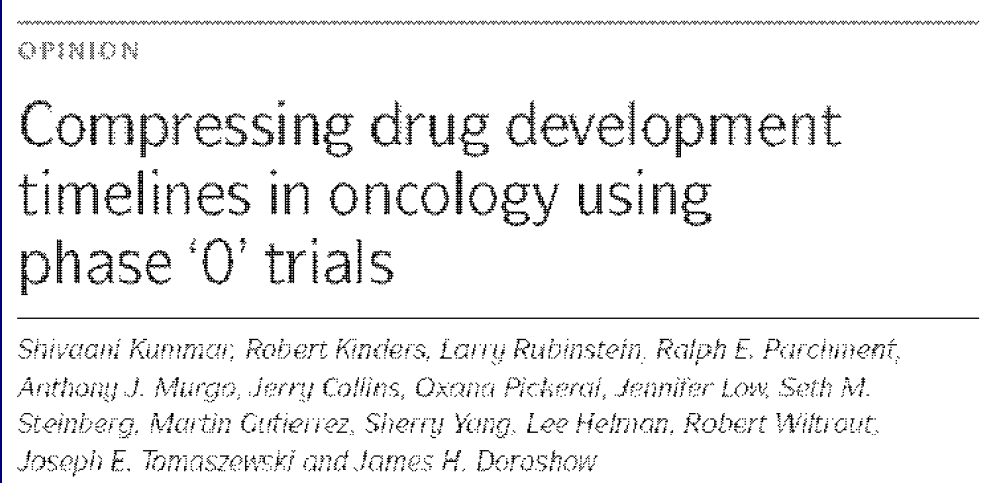 OPINION
Compressing drug development
timelines in oncology using
phase ‘0’ trials
Shivaani Kummar, Robert Kinders, Larry Rubinstein, Ralph E. Parchment,
Anthony J. Murgo, Jerry Collins, Oxana Pickeral, Jennifer Low, Seth M.
Steinberg, Martin Gutierrez, Sherry Yang, Lee Helman, Robert Wiltrout,
Joseph E. Tomaszewski and James H. Doroshow